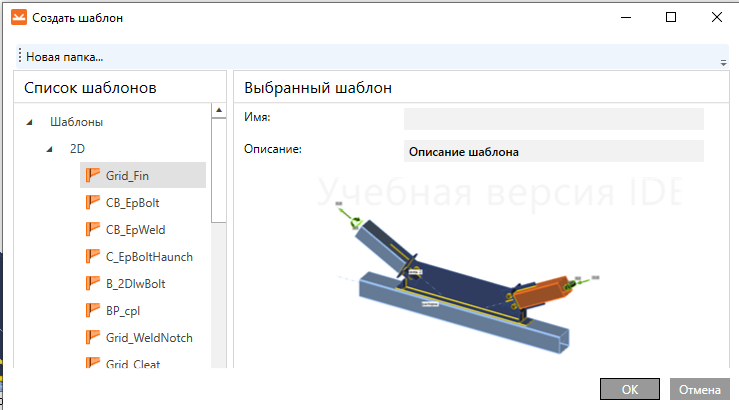 Создать шаблон
Новая папка...
Список шаблонов
Шаблоны
2D
Grid_Fin
CB_EpBolt
CB_EpWeld
C_EpBoltHaunch
B_2DlwBolt
BP_cpl
Grid_WeldNotch
Grid_Cleat
Выбранный шаблон
Имя:
Описание:
Описание шаблона
Учебная версия IDE
OK
Отмена